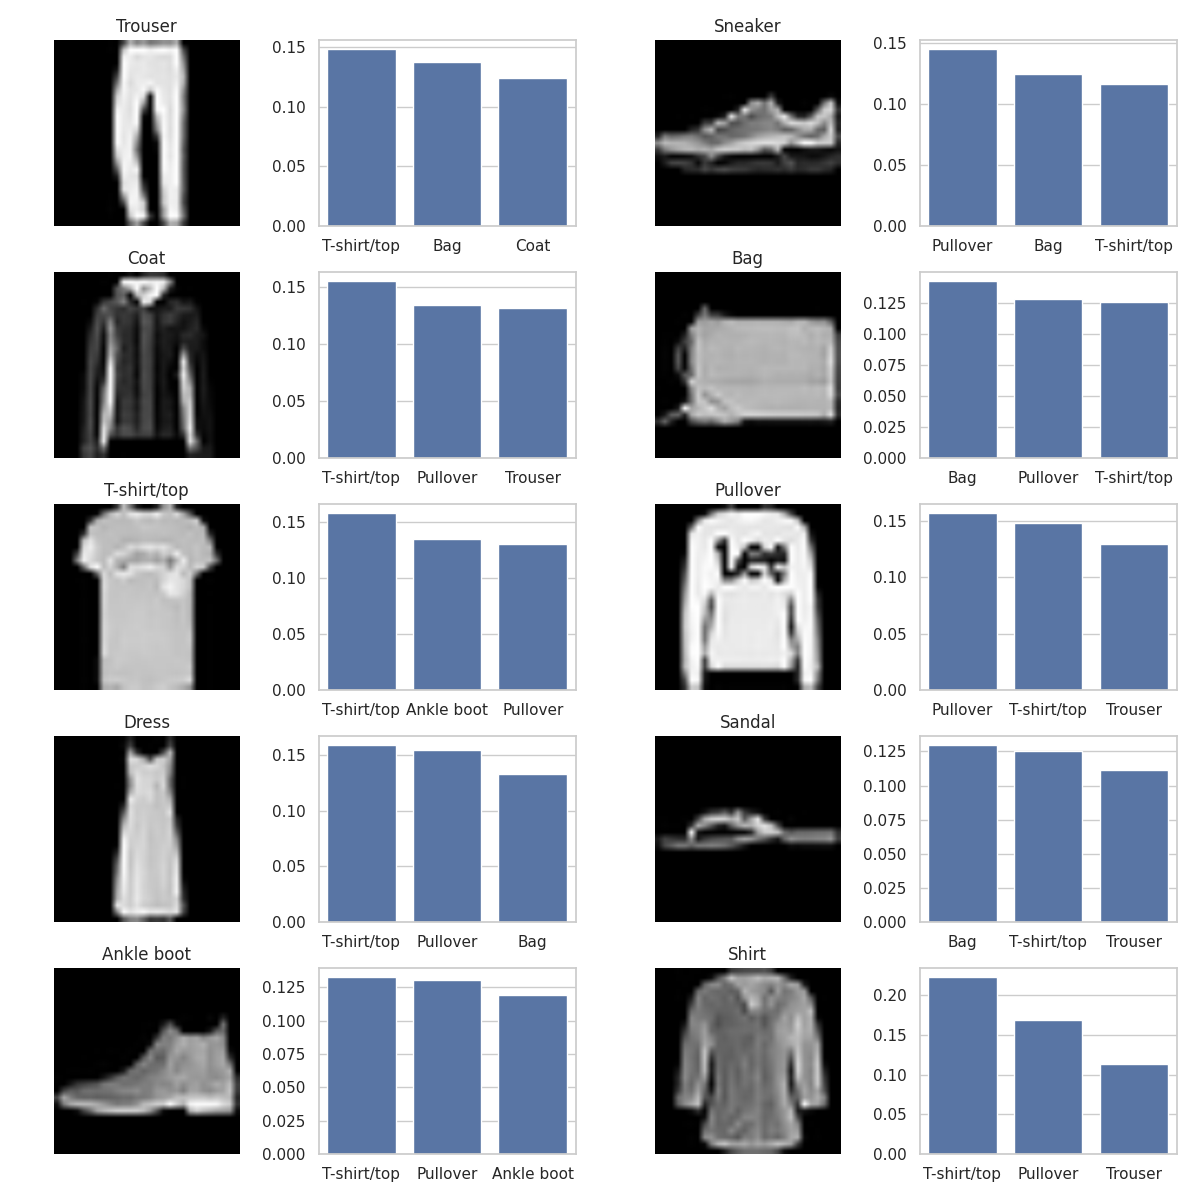 Trouser
0.15
0.10
0.05
0.00
T-shirt/top Bag Coat
Sneaker
0.15
0.10
0.05
0.00
Pullover Bag T-shirt/top
Coat
0.15
0.10
0.05
0.00
T-shirt/top Pullover Trouser
Bag
0.125
0.100
0.075
0.050
0.025
0.000
Bag Pullover T-shirt/top
T-shirt/top
0.15
0.10
0.05
0.00
T-shirt/top Ankle boot Pullover
Pullover
Lee
0.15
0.10
0.05
0.00
Pullover T-shirt/top Trouser
Dress
0.15
0.10
0.05
0.00
T-shirt/top Pullover Bag
Sandal
0.125
0.100
0.075
0.050
0.025
0.000
Bag T-shirt/top Trouser
Ankle boot
0.125
0.100
0.075
0.050
0.025
0.000
T-shirt/top Pullover Ankle boot
Shirt
0.20
0.15
0.10
0.05
0.00
T-shirt/top Pullover Trouser